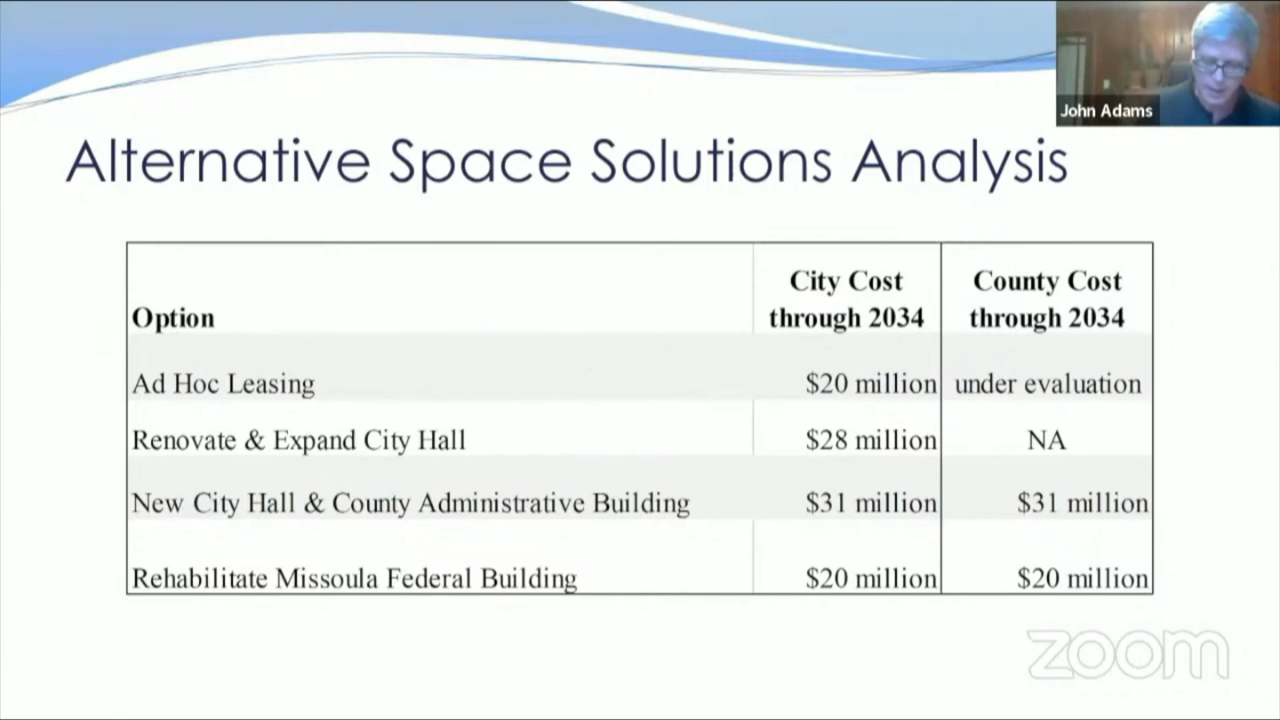 John Adams
Alternative Space Solutions Analysis
Option
City Cost
through 2034
County Cost
through 2034
Ad Hoc Leasing $20 million under evaluation
Renovate & Expand City Hall $28 million NA
New City Hall & County Administrative Building $31 million $31 million
Rehabilitate Missoula Federal Building $20 million $20 million
zoom